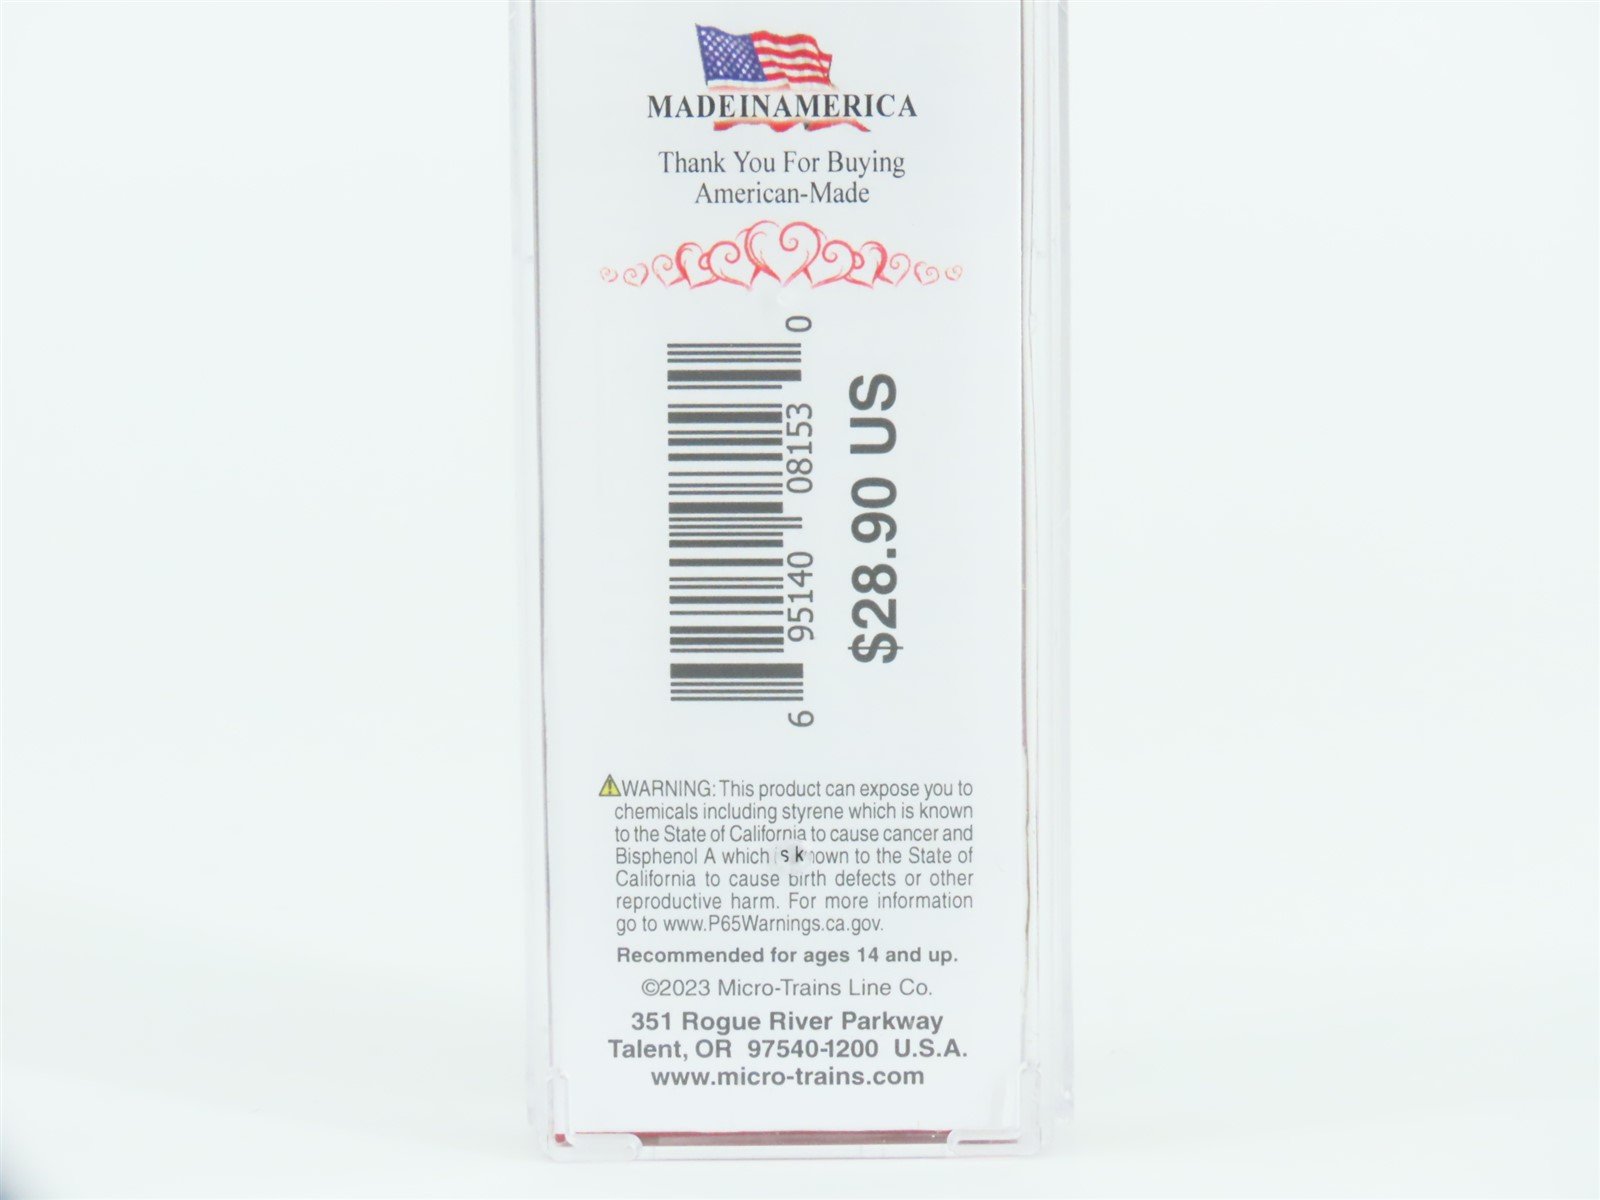 MADEINAMERICA
Thank You For Buying
American-Made
6 95140 08153 0
$28.90 US
WARNING: This product can expose you to
chemicals including styrene which is known
to the State of California to cause cancer and
Bisphenol A which is known to the State of
California to cause birth defects or other
reproductive harm. For more information
go to www.P65Warnings.ca.gov.
Recommended for ages 14 and up.
©2023 Micro-Trains Line Co.
351 Rogue River Parkway
Talent, OR 97540-1200 U.S.A.
www.micro-trains.com